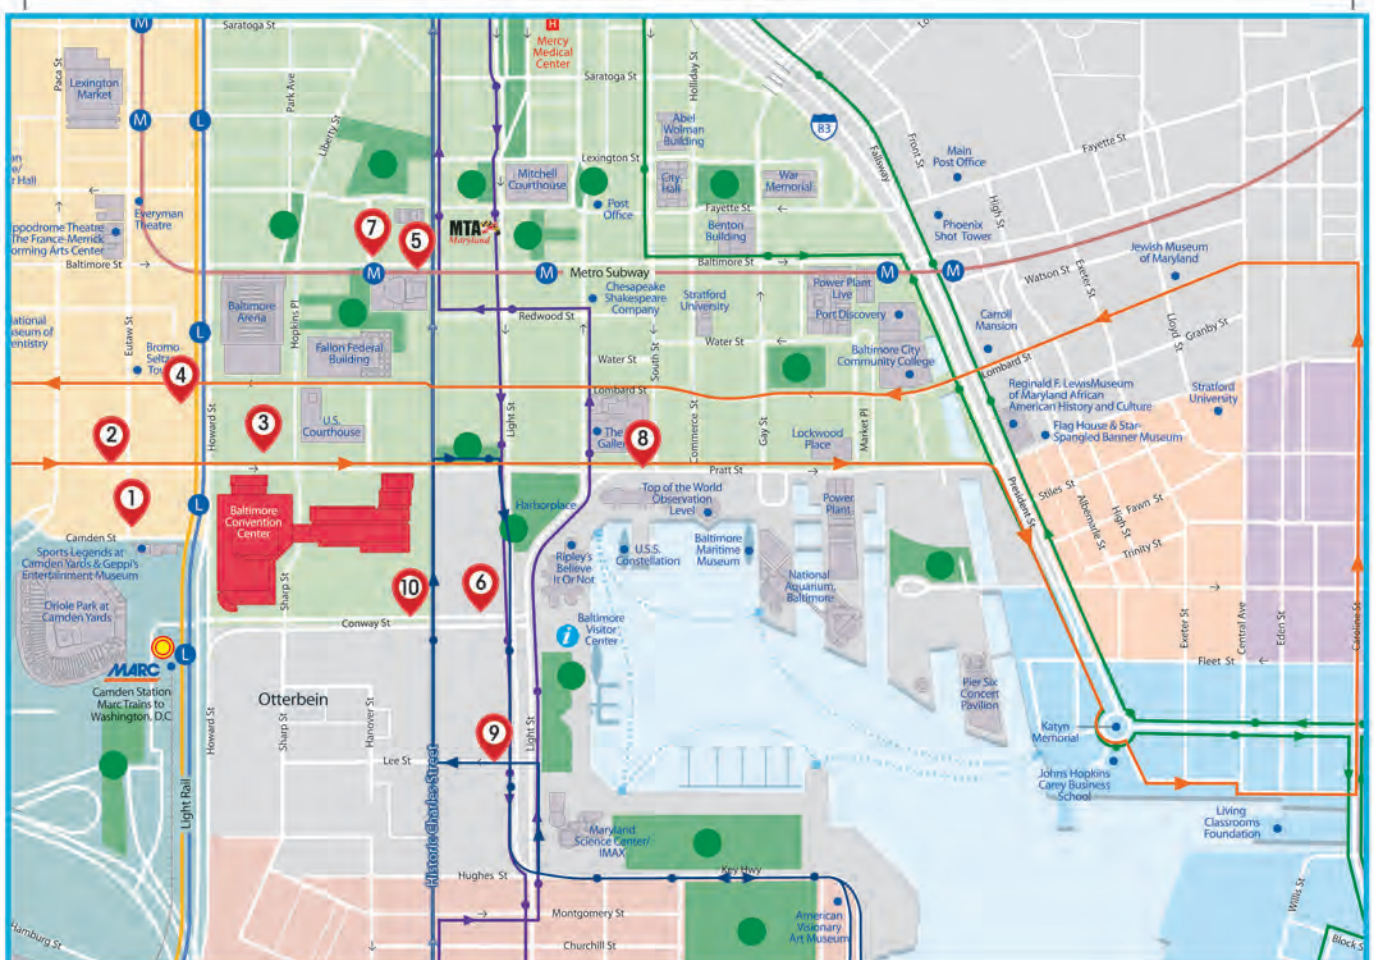 Saratoga St
M
H
Mercy
Medical
Center
Saratoga St
Paca St
Lexington
Market
Park Ave
Liberty St
Holliday St
Abel
Wolman
Building
83
Fallsway
Front St
Main
Post Office
Fayette St
M
L
Lexington St
Mitchell
Courthouse
City
Hall
War
Memorial
Hall
Post
Office
Fayette St
High St
Everyman
Theatre
Hippodrome Theatre
The France-Merrick
Baltimore St
7
5
MTA
Maryland
Benton
Building
Phoenix
Shot Tower
Jewish Museum
of Maryland
Baltimore St
M
M
Metro Subway
M
M
Watson St
Exeter St
Lloyd St
Granby St
Baltimore
Arena
Hopkins Pl
Chesapeake
Shakespeare
Company
Stratford
University
Power Plant
Live
Port Discovery
Carroll
Mansion
Redwood St
Eutaw St
L
Fallon Federal
Building
Water St
South St
Water St
Baltimore City
Community College
Lombard St
Bromo
4
Lombard St
Reginald F. LewisMuseum
of Maryland African
American History and Culture
Stratford
University
Howard St
3
U.S.
Courthouse
Light St
The
8
Commerce St
Gay St
Lockwood
Place
Market Pl
Flag House & Star-
Spangled Banner Museum
2
Pratt St
1
L
Baltimore
Convention
Center
Harborplace
Top of the World
Observation
Level
Power
Plant
President St
Stiles St
Albemarle St
High St
Fawn St
Trinity St
Camden St
Sports Legends at
Camden Yards & Geppi's
Entertainment Museum
Ripley's
Believe
It Or Not
U.S.S.
Constellation
Baltimore
Maritime
Museum
National
Aquarium,
Baltimore
Oriole Park at
Camden Yards
Sharp St
10
6
Conway St
i
Baltimore
Visitor
Center
Exeter St
Central Ave
Eden St
Caroline St
L
MARC
Camden Station
Marc Trains to
Washington, D.C
Fleet St
Otterbein
Pier Six
Concert
Pavilion
Howard St
Sharp St
Hanover St
9
Light St
Katyn
Memorial
Lee St
Historic Charles Street
Light Rail
Johns Hopkins
Carey Business
School
Living
Classrooms
Foundation
Maryland
Science Center/
IMAX
Hughes St
Key Hwy
Willis St
Montgomery St
American
Visionary
Art Museum
Hamburg St
Churchill St
Block S